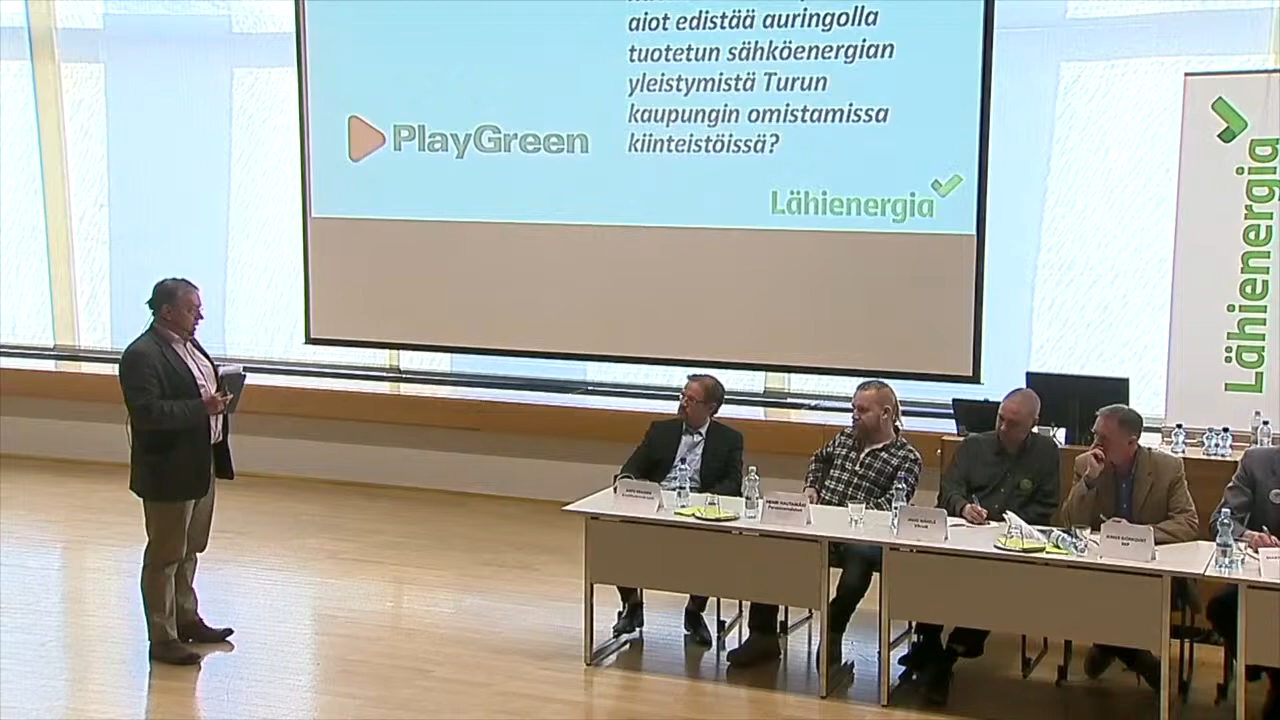 aiot edistää auringolla
tuotetun sähköenergian
yleistymistä Turun
kaupungin omistamissa
kiinteistöissä?
PlayGreen
Lähienergia
Lähienergia